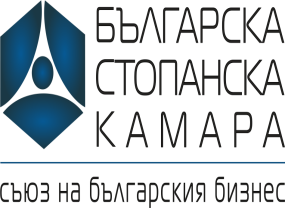 БЪЛГАРСКА
СТОПАНСКА
КАМАРА
съюз на българския бизнес